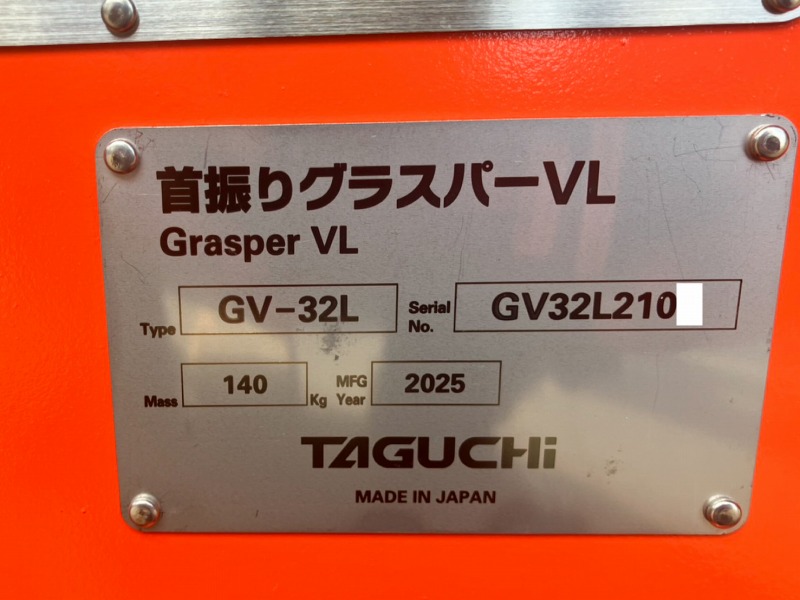 首振りグラスパーVL
Grasper VL
Type GV-32L Serial No. GV32L210
Mass 140 Kg MFG Year 2025
TAGUCHi
MADE IN JAPAN